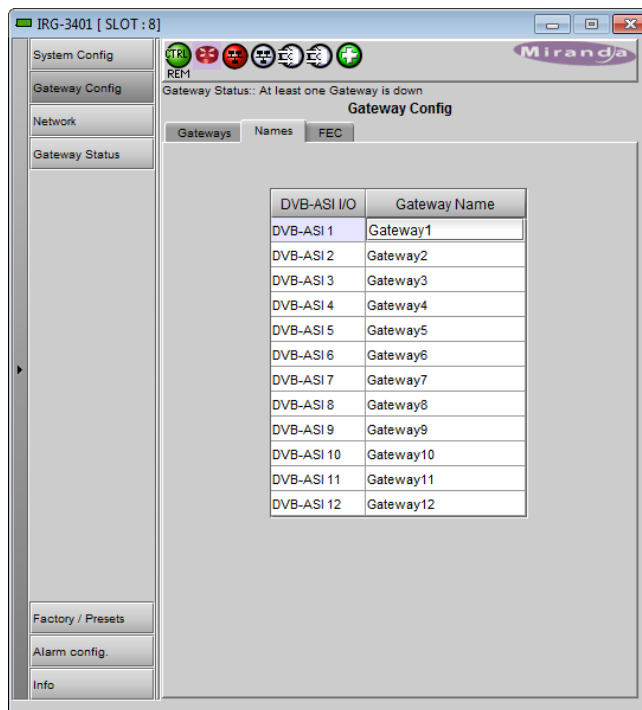 IRG-3401 [ SLOT : 8]
System Config
Gateway Config
Network
Gateway Status
Factory / Presets
Alarm config.
Info
CTRL
REM
Miranda
Gateway Status:: At least one Gateway is down
Gateway Config
Gateways Names FEC
DVB-ASI I/O Gateway Name
DVB-ASI 1 Gateway1
DVB-ASI 2 Gateway2
DVB-ASI 3 Gateway3
DVB-ASI 4 Gateway4
DVB-ASI 5 Gateway5
DVB-ASI 6 Gateway6
DVB-ASI 7 Gateway7
DVB-ASI 8 Gateway8
DVB-ASI 9 Gateway9
DVB-ASI 10 Gateway10
DVB-ASI 11 Gateway11
DVB-ASI 12 Gateway12